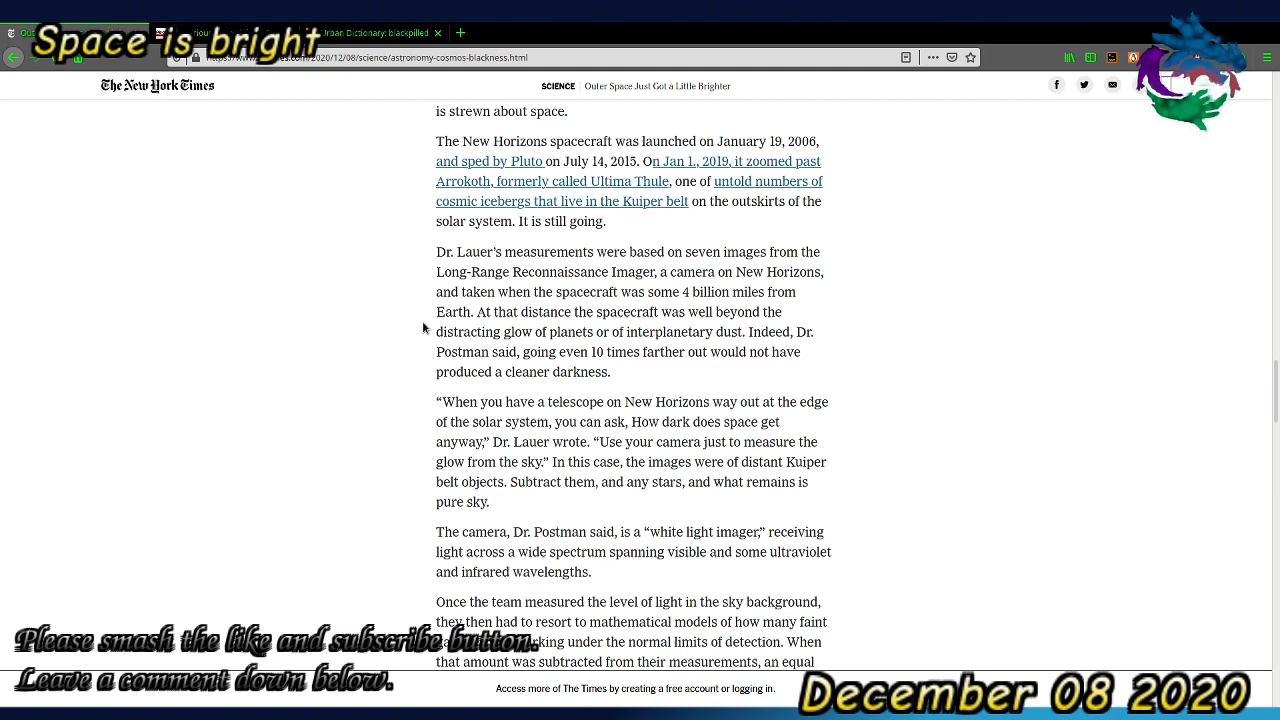 Space is bright
Urban Dictionary: blackpilled
2020/12/08/science/astronomy-cosmos-blackness.html
The New York Times
SCIENCE | Outer Space Just Got a Little Brighter
is strewn about space.
The New Horizons spacecraft was launched on January 19, 2006,
and sped by Pluto on July 14, 2015. On Jan 1., 2019, it zoomed past
Arrokoth, formerly called Ultima Thule, one of untold numbers of
cosmic icebergs that live in the Kuiper belt on the outskirts of the
solar system. It is still going.
Dr. Lauer’s measurements were based on seven images from the
Long-Range Reconnaissance Imager, a camera on New Horizons,
and taken when the spacecraft was some 4 billion miles from
Earth. At that distance the spacecraft was well beyond the
distracting glow of planets or of interplanetary dust. Indeed, Dr.
Postman said, going even 10 times farther out would not have
produced a cleaner darkness.
“When you have a telescope on New Horizons way out at the edge
of the solar system, you can ask, How dark does space get
anyway,” Dr. Lauer wrote. “Use your camera just to measure the
glow from the sky.” In this case, the images were of distant Kuiper
belt objects. Subtract them, and any stars, and what remains is
pure sky.
The camera, Dr. Postman said, is a “white light imager,” receiving
light across a wide spectrum spanning visible and some ultraviolet
and infrared wavelengths.
Once the team measured the level of light in the sky background,
they then had to resort to mathematical models of how many faint
under the normal limits of detection. When
that amount was subtracted from their measurements, an equal
Please smash the like and subscribe button.
Leave a comment down below.
Access more of The Times by creating a free account or logging in.
December 08 2020